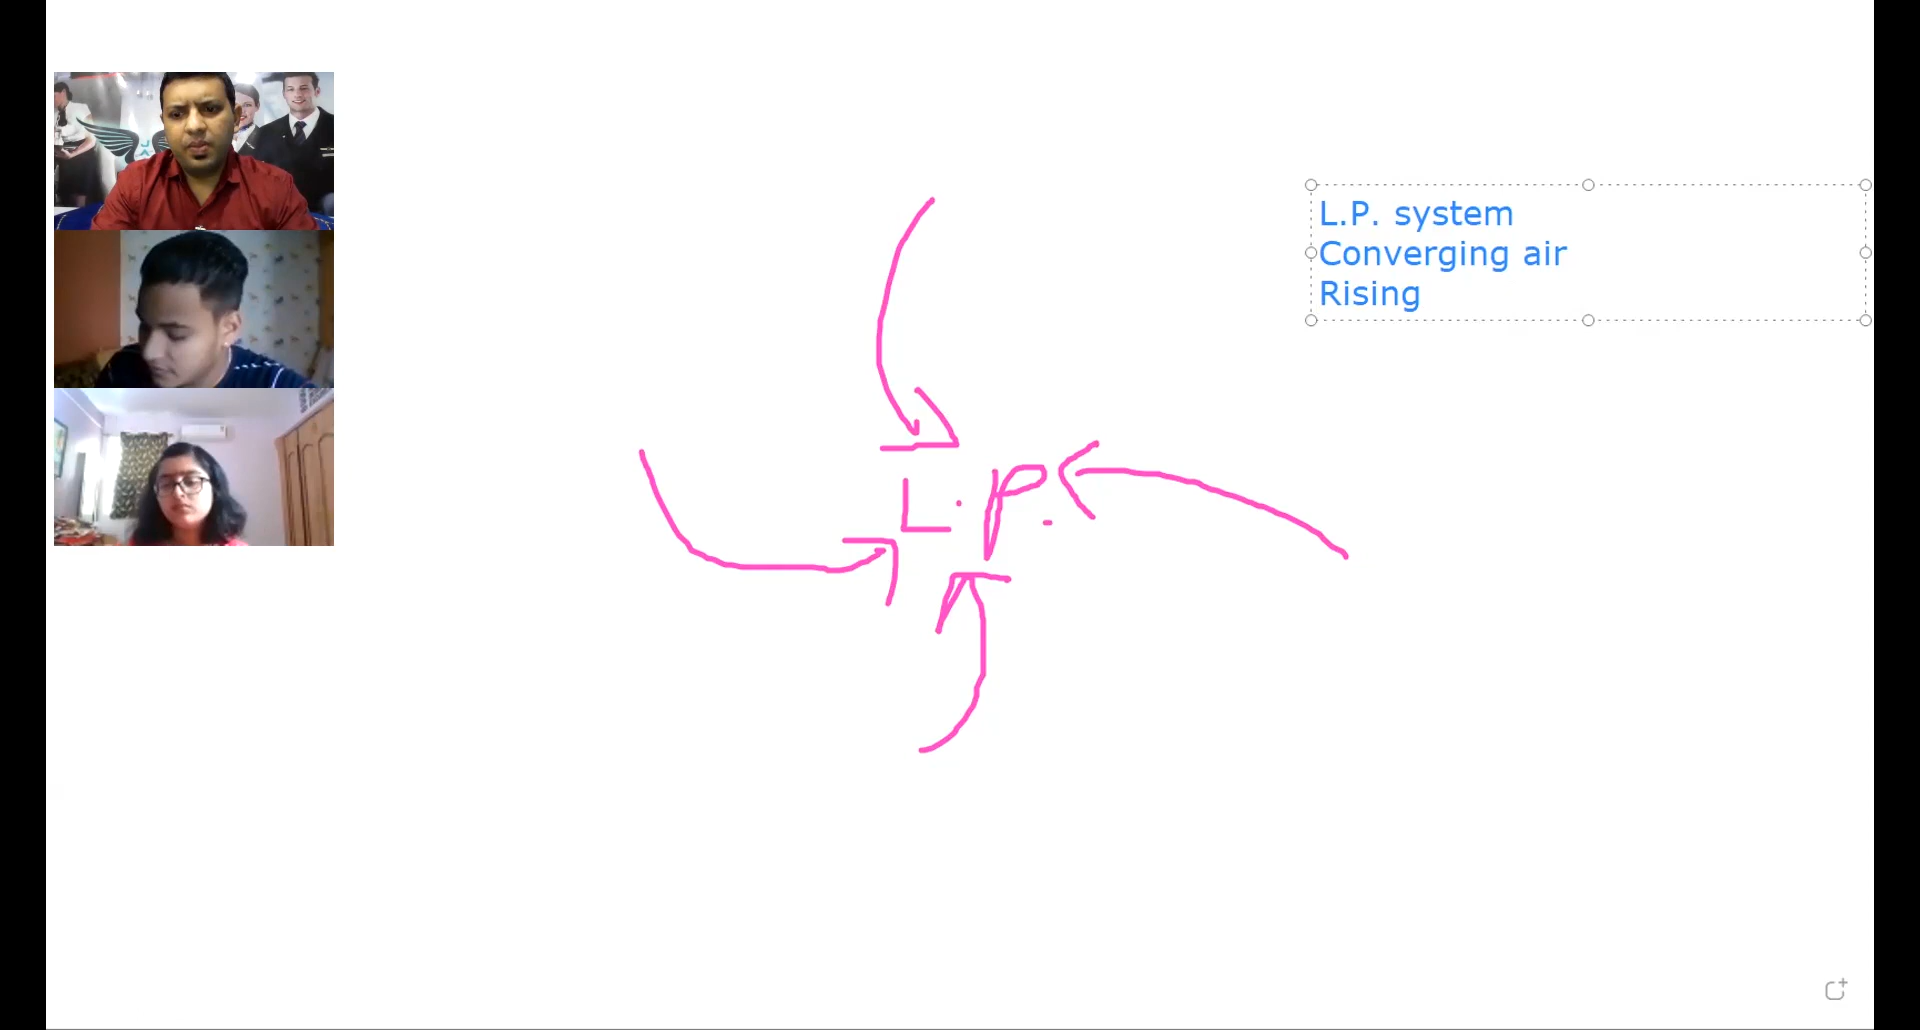 L.P. system
Converging air
Rising
L.P.